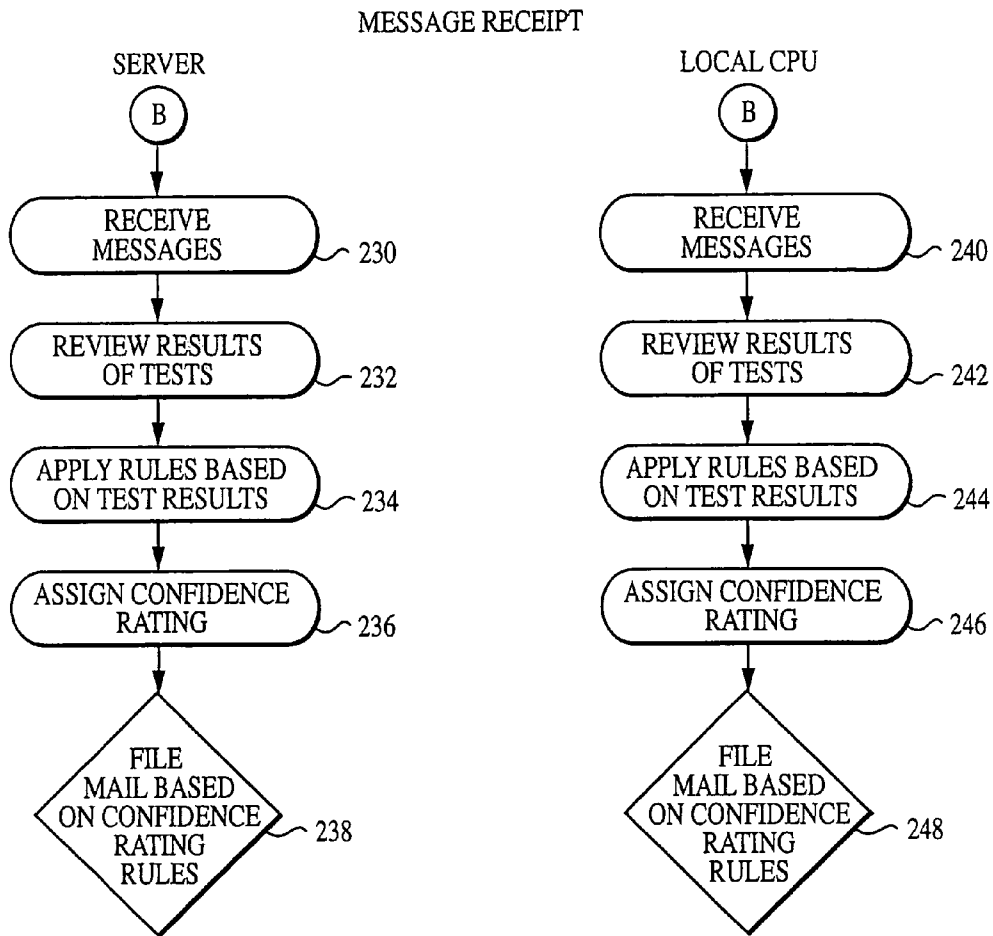 MESSAGE RECEIPT
SERVER
B
RECEIVE
MESSAGES
230
REVIEW RESULTS
OF TESTS
232
APPLY RULES BASED
ON TEST RESULTS
234
ASSIGN CONFIDENCE
RATING
236
FILE
MAIL BASED
ON CONFIDENCE
RATING
RULES
238
LOCAL CPU
B
RECEIVE
MESSAGES
240
REVIEW RESULTS
OF TESTS
242
APPLY RULES BASED
ON TEST RESULTS
244
ASSIGN CONFIDENCE
RATING
246
FILE
MAIL BASED
ON CONFIDENCE
RATING
RULES
248